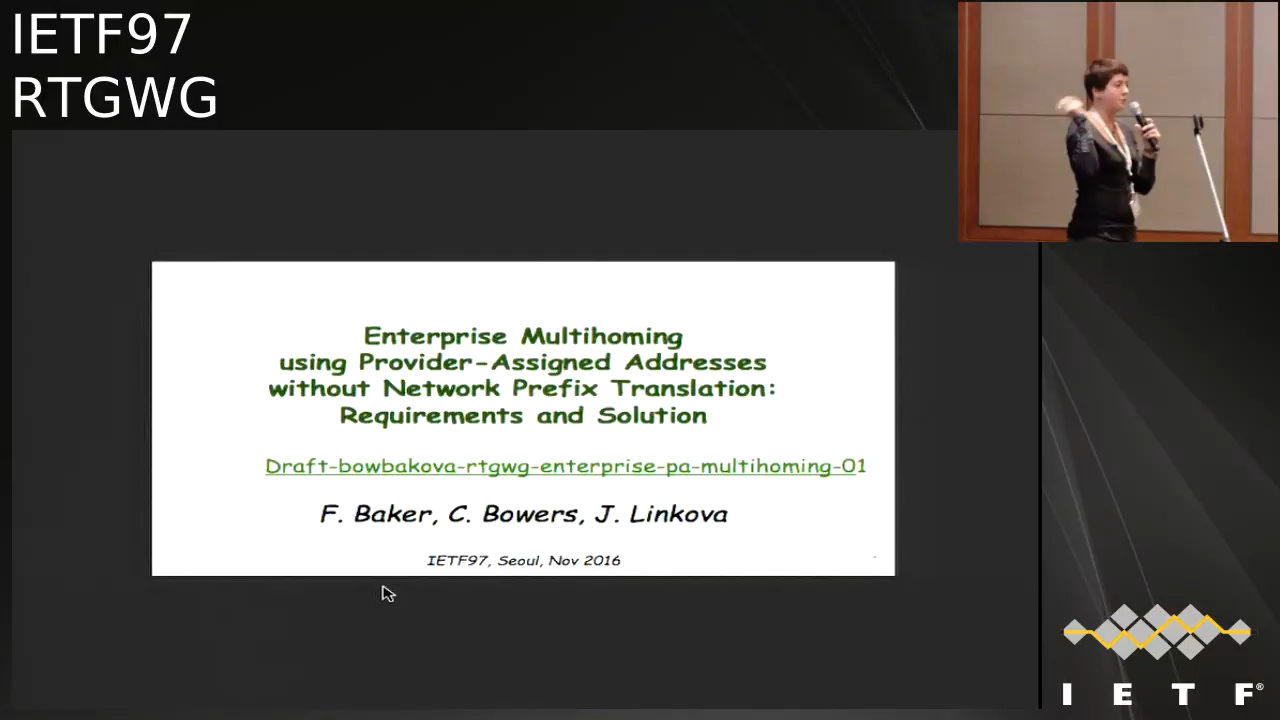 IETF97
RTGWG
Enterprise Multihoming
using Provider-Assigned Addresses
without Network Prefix Translation:
Requirements and Solution
Draft-bowbakova-rtgwg-enterprise-pa-multihoming-01
F. Baker, C. Bowers, J. Linkova
IETF97, Seoul, Nov 2016
I E T F®